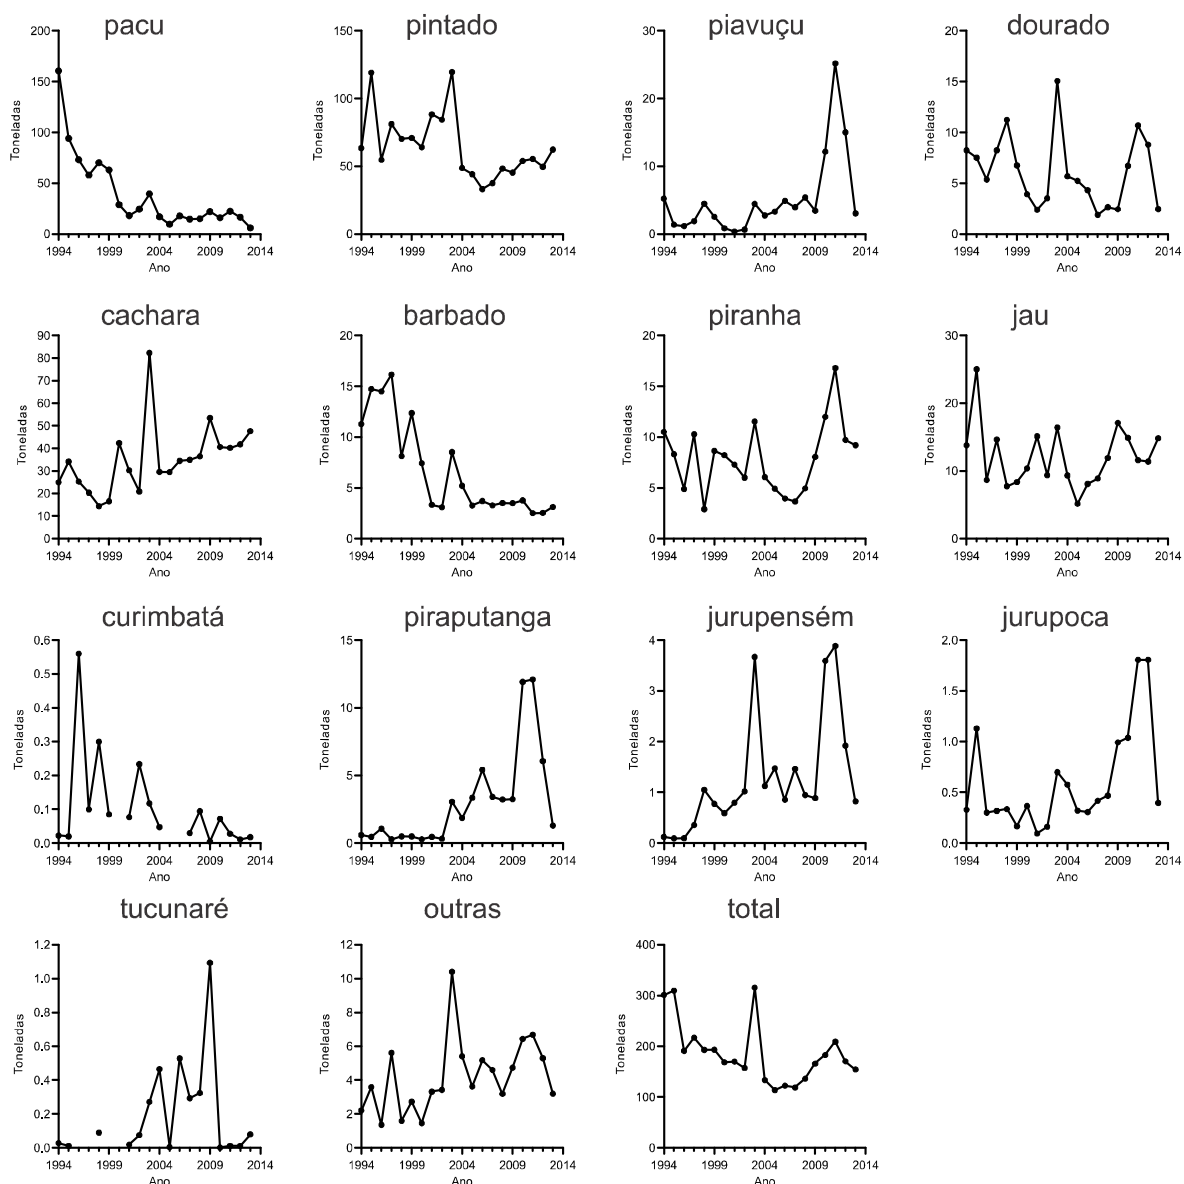 pacu
200
150
100
50
0
Toneladas
1994 1999 2004 2009 2014
Ano
pintado
150
100
50
0
Toneladas
1994 1999 2004 2009 2014
Ano
piavuçu
30
20
10
0
Toneladas
1994 1999 2004 2009 2014
Ano
dourado
20
15
10
5
0
Toneladas
1994 1999 2004 2009 2014
Ano
cachara
90
80
70
60
50
40
30
20
10
0
Toneladas
1994 1999 2004 2009 2014
Ano
barbado
20
15
10
5
0
Toneladas
1994 1999 2004 2009 2014
Ano
piranha
20
15
10
5
0
Toneladas
1994 1999 2004 2009 2014
Ano
jau
30
20
10
0
Toneladas
1994 1999 2004 2009 2014
Ano
curimbatá
0.6
0.5
0.4
0.3
0.2
0.1
0.0
Toneladas
1994 1999 2004 2009 2014
Ano
piraputanga
15
10
5
0
Toneladas
1994 1999 2004 2009 2014
Ano
jurupensém
4
3
2
1
0
Toneladas
1994 1999 2004 2009 2014
Ano
jurupoca
2.0
1.5
1.0
0.5
0.0
Toneladas
1994 1999 2004 2009 2014
Ano
tucunaré
1.2
1.0
0.8
0.6
0.4
0.2
0.0
Toneladas
1994 1999 2004 2009 2014
Ano
outras
12
10
8
6
4
2
0
Toneladas
1994 1999 2004 2009 2014
Ano
total
400
300
200
100
0
Toneladas
1994 1999 2004 2009 2014
Ano